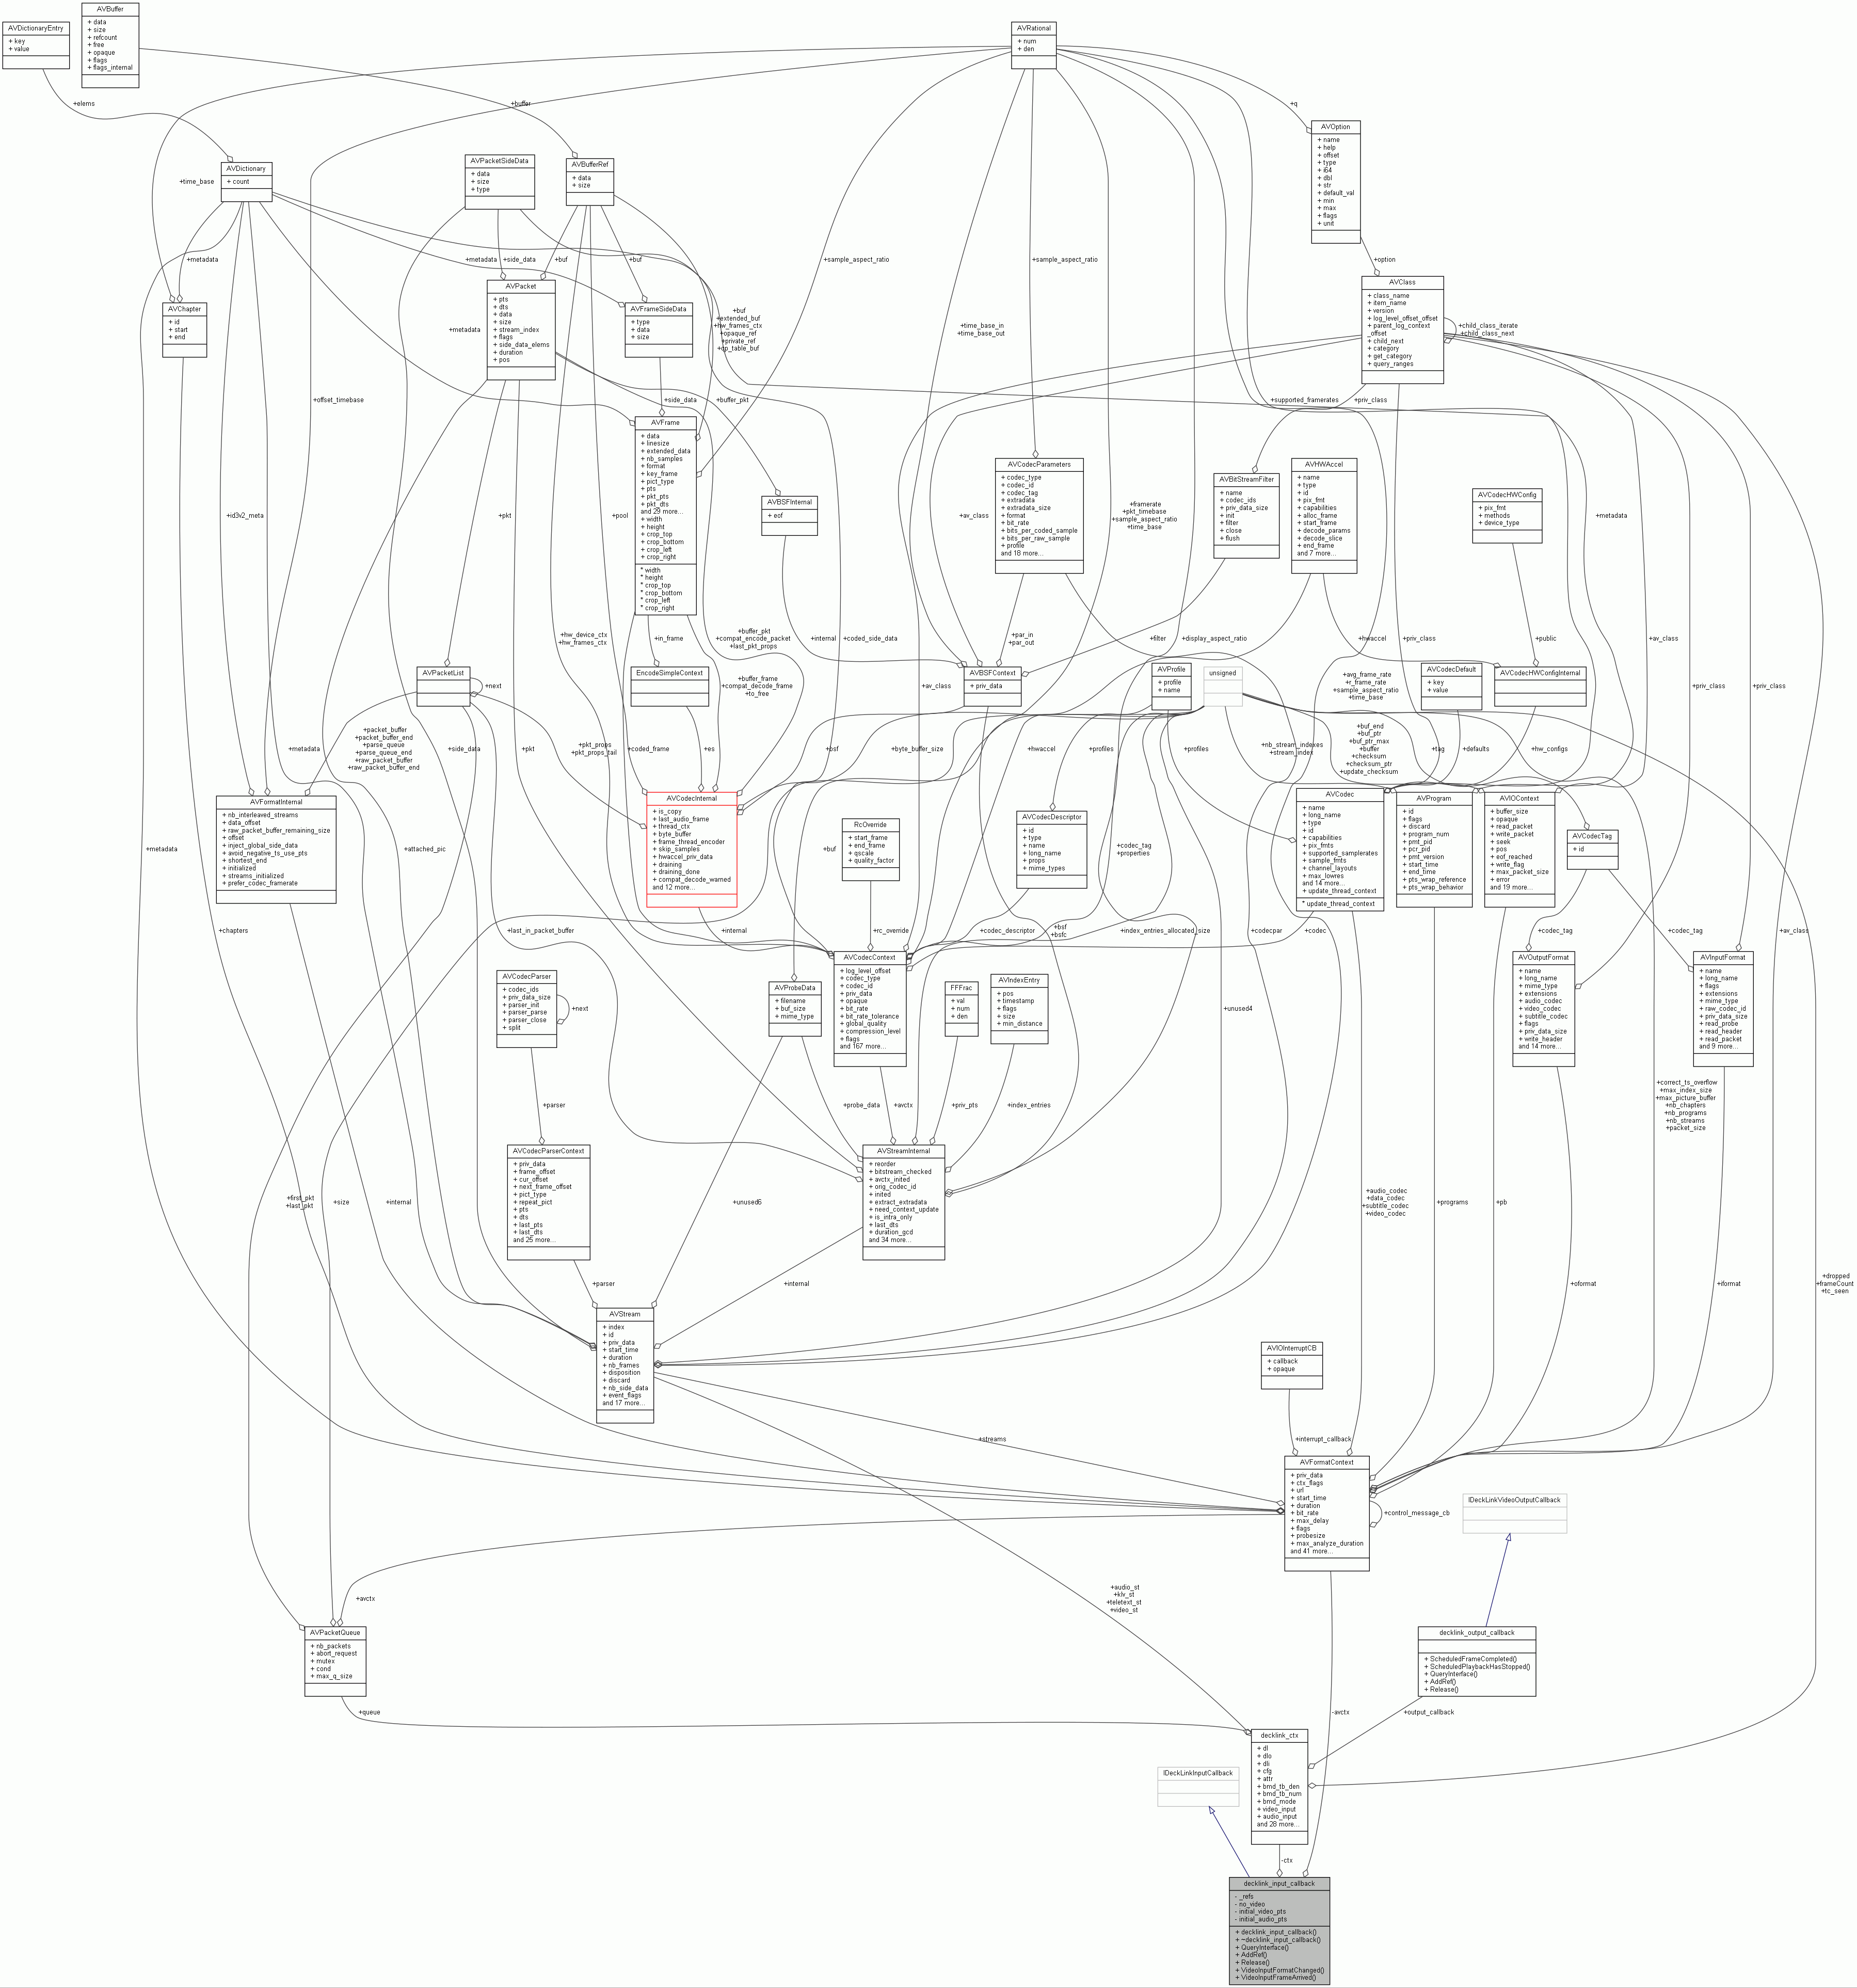 AVBuffer
+ data
+ size
+ refcount
+ free
+ opaque
+ flags
+ flags_internal
AVDictionaryEntry
+ key
+ value
AVRational
+ num
+ den
+elems
+buffer
+q
AVOption
+ name
+ help
+ offset
+ type
+ i64
+ dbl
+ str
+ default_val
+ min
+ max
+ flags
+ unit
AVDictionary
+ count
AVPacketSideData
+ data
+ size
+ type
AVBufferRef
+ data
+ size
+time_base
+metadata
+metadata
+side_data
+buf
+buf
+sample_aspect_ratio
+sample_aspect_ratio
+option
AVChapter
+ id
+ start
+ end
AVPacket
+ pts
+ dts
+ data
+ size
+ stream_index
+ flags
+ side_data_elems
+ duration
+ pos
AVFrameSideData
+ type
+ data
+ size
+buf
+extended_buf
+hw_frames_ctx
+opaque_ref
+private_ref
+qp_table_buf
+time_base_in
+time_base_out
AVClass
+ class_name
+ item_name
+ version
+ log_level_offset_offset
+ parent_log_context
_offset
+ child_next
+ category
+ get_category
+ query_ranges
+child_class_iterate
+child_class_next
+metadata
+offset_timebase
+side_data
+buffer_pkt
+supported_framerates
+priv_class
AVFrame
+ data
+ linesize
+ extended_data
+ nb_samples
+ format
+ key_frame
+ pict_type
+ pts
+ pkt_pts
+ pkt_dts
and 29 more...
+ width
+ height
+ crop_top
+ crop_bottom
+ crop_left
+ crop_right
* width
* height
* crop_top
* crop_bottom
* crop_left
* crop_right
AVBSFInternal
+ eof
AVCodecParameters
+ codec_type
+ codec_id
+ codec_tag
+ extradata
+ extradata_size
+ format
+ bit_rate
+ bits_per_coded_sample
+ bits_per_raw_sample
+ profile
and 18 more...
AVBitStreamFilter
+ name
+ codec_ids
+ priv_data_size
+ init
+ filter
+ close
+ flush
AVHWAccel
+ name
+ type
+ id
+ pix_fmt
+ capabilities
+ alloc_frame
+ start_frame
+ decode_params
+ decode_slice
+ end_frame
and 7 more...
AVCodecHWConfig
+ pix_fmt
+ methods
+ device_type
+id3v2_meta
+pkt
+pool
+av_class
+framerate
+pkt_timebase
+sample_aspect_ratio
+time_base
+metadata
+hw_device_ctx
+hw_frames_ctx
+in_frame
+buffer_pkt
+compat_encode_packet
+last_pkt_props
+internal
+coded_side_data
+par_in
+par_out
+filter
+display_aspect_ratio
+hwaccel
+priv_class
+public
+av_class
AVPacketList
+next
EncodeSimpleContext
+buffer_frame
+compat_decode_frame
+to_free
+av_class
AVBSFContext
+ priv_data
AVProfile
+ profile
+ name
unsigned
+avg_frame_rate
+r_frame_rate
+sample_aspect_ratio
+time_base
AVCodecDefault
+ key
+ value
AVCodecHWConfigInternal
+priv_class
+priv_class
+metadata
+packet_buffer
+packet_buffer_end
+parse_queue
+parse_queue_end
+raw_packet_buffer
+raw_packet_buffer_end
+side_data
+pkt
+pkt_props
+pkt_props_tail
+coded_frame
+es
+bsf
+byte_buffer_size
+hwaccel
+profiles
+profiles
+nb_stream_indexes
+stream_index
+buf_end
+buf_ptr
+buf_ptr_max
+buffer
+checksum
+checksum_ptr
+update_checksum
+tag
+defaults
+hw_configs
AVFormatInternal
+ nb_interleaved_streams
+ data_offset
+ raw_packet_buffer_remaining_size
+ offset
+ inject_global_side_data
+ avoid_negative_ts_use_pts
+ shortest_end
+ initialized
+ streams_initialized
+ prefer_codec_framerate
AVCodecInternal
+ is_copy
+ last_audio_frame
+ thread_ctx
+ byte_buffer
+ frame_thread_encoder
+ skip_samples
+ hwaccel_priv_data
+ draining
+ draining_done
+ compat_decode_warned
and 12 more...
RcOverride
+ start_frame
+ end_frame
+ qscale
+ quality_factor
AVCodecDescriptor
+ id
+ type
+ name
+ long_name
+ props
+ mime_types
AVCodec
+ name
+ long_name
+ type
+ id
+ capabilities
+ pix_fmts
+ supported_samplerates
+ sample_fmts
+ channel_layouts
+ max_lowres
and 14 more...
+ update_thread_context
* update_thread_context
AVProgram
+ id
+ flags
+ discard
+ program_num
+ pmt_pid
+ pcr_pid
+ pmt_version
+ start_time
+ end_time
+ pts_wrap_reference
+ pts_wrap_behavior
AVIOContext
+ buffer_size
+ opaque
+ read_packet
+ write_packet
+ seek
+ pos
+ eof_reached
+ write_flag
+ max_packet_size
+ error
and 19 more...
AVCodecTag
+ id
+metadata
+attached_pic
+buf
+codec_tag
+properties
+chapters
+last_in_packet_buffer
+internal
+rc_override
+codec_descriptor
+bsf
+bsfc
+index_entries_allocated_size
+codecpar
+codec
+codec_tag
+codec_tag
+av_class
AVCodecParser
+ codec_ids
+ priv_data_size
+ parser_init
+ parser_parse
+ parser_close
+ split
+next
AVProbeData
+ filename
+ buf_size
+ mime_type
AVCodecContext
+ log_level_offset
+ codec_type
+ codec_id
+ priv_data
+ opaque
+ bit_rate
+ bit_rate_tolerance
+ global_quality
+ compression_level
+ flags
and 167 more...
FFFrac
+ val
+ num
+ den
AVIndexEntry
+ pos
+ timestamp
+ flags
+ size
+ min_distance
+unused4
AVOutputFormat
+ name
+ long_name
+ mime_type
+ extensions
+ audio_codec
+ video_codec
+ subtitle_codec
+ flags
+ priv_data_size
+ write_header
and 14 more...
AVInputFormat
+ name
+ long_name
+ flags
+ extensions
+ mime_type
+ raw_codec_id
+ priv_data_size
+ read_probe
+ read_header
+ read_packet
and 9 more...
+parser
+probe_data
+avctx
+priv_pts
+index_entries
+correct_ts_overflow
+max_index_size
+max_picture_buffer
+nb_chapters
+nb_programs
+nb_streams
+packet_size
AVCodecParserContext
+ priv_data
+ frame_offset
+ cur_offset
+ next_frame_offset
+ pict_type
+ repeat_pict
+ pts
+ dts
+ last_pts
+ last_dts
and 25 more...
AVStreamInternal
+ reorder
+ bitstream_checked
+ avctx_inited
+ orig_codec_id
+ inited
+ extract_extradata
+ need_context_update
+ is_intra_only
+ last_dts
+ duration_gcd
and 34 more...
+first_pkt
+last_pkt
+size
+internal
+unused6
+audio_codec
+data_codec
+subtitle_codec
+video_codec
+programs
+pb
+parser
+internal
+oformat
+iformat
+dropped
+frameCount
+tc_seen
AVStream
+ index
+ id
+ priv_data
+ start_time
+ duration
+ nb_frames
+ disposition
+ discard
+ nb_side_data
+ event_flags
and 17 more...
AVIOInterruptCB
+ callback
+ opaque
+streams
+interrupt_callback
AVFormatContext
+ priv_data
+ ctx_flags
+ url
+ start_time
+ duration
+ bit_rate
+ max_delay
+ flags
+ probesize
+ max_analyze_duration
and 41 more...
+control_message_cb
IDeckLinkVideoOutputCallback
+avctx
+audio_st
+klv_st
+teletext_st
+video_st
AVPacketQueue
+ nb_packets
+ abort_request
+ mutex
+ cond
+ max_q_size
decklink_output_callback
+ ScheduledFrameCompleted()
+ ScheduledPlaybackHasStopped()
+ QueryInterface()
+ AddRef()
+ Release()
+queue
-avctx
+output_callback
decklink_ctx
+ dl
+ dlo
+ dli
+ cfg
+ attr
+ bmd_tb_den
+ bmd_tb_num
+ bmd_mode
+ video_input
+ audio_input
and 28 more...
IDeckLinkInputCallback
-ctx
decklink_input_callback
- _refs
- no_video
- initial_video_pts
- initial_audio_pts
+ decklink_input_callback()
+ ~decklink_input_callback()
+ QueryInterface()
+ AddRef()
+ Release()
+ VideoInputFormatChanged()
+ VideoInputFrameArrived()